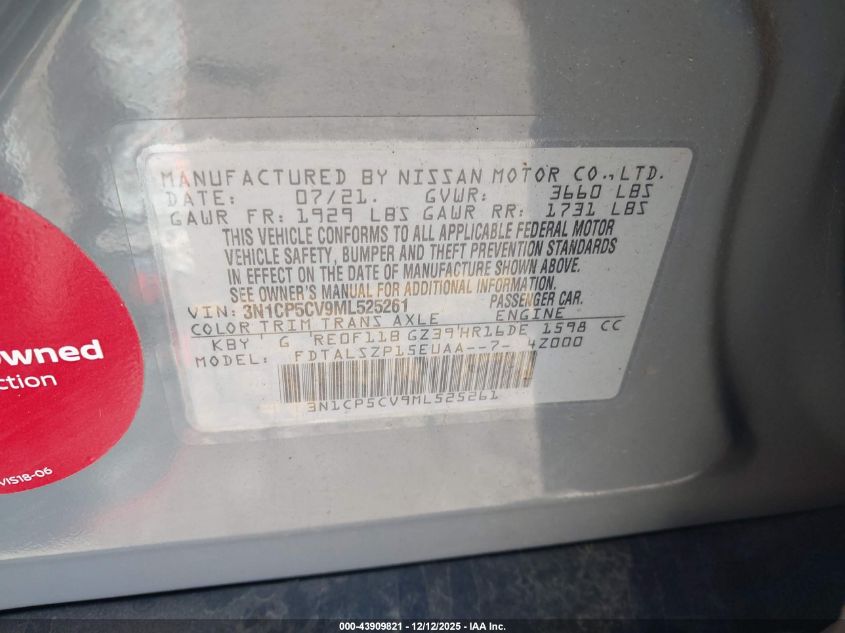 MANUFACTURED BY NISSAN MOTOR CO.,LTD.
DATE: 07/21. GVWR: 3660 LBS
GAWR FR: 1929 LBS GAWR RR: 1731 LBS
THIS VEHICLE CONFORMS TO ALL APPLICABLE FEDERAL MOTOR
VEHICLE SAFETY, BUMPER AND THEFT PREVENTION STANDARDS
IN EFFECT ON THE DATE OF MANUFACTURE SHOWN ABOVE.
SEE OWNER'S MANUAL FOR ADDITIONAL INFORMATION.
VIN: 3N1CP5CV9ML525261 PASSENGER CAR.
COLOR TRIM TRANS AXLE ENGINE
KBY G RE0F11B GZ39 HR16DE 1598 CC
MODEL: FDTALSZP15EUAA--7- 4Z000
3N1CP5CV9ML525261
owned
ction
VIS18-06
000-43909821 - 12/12/2025 - IAA Inc.